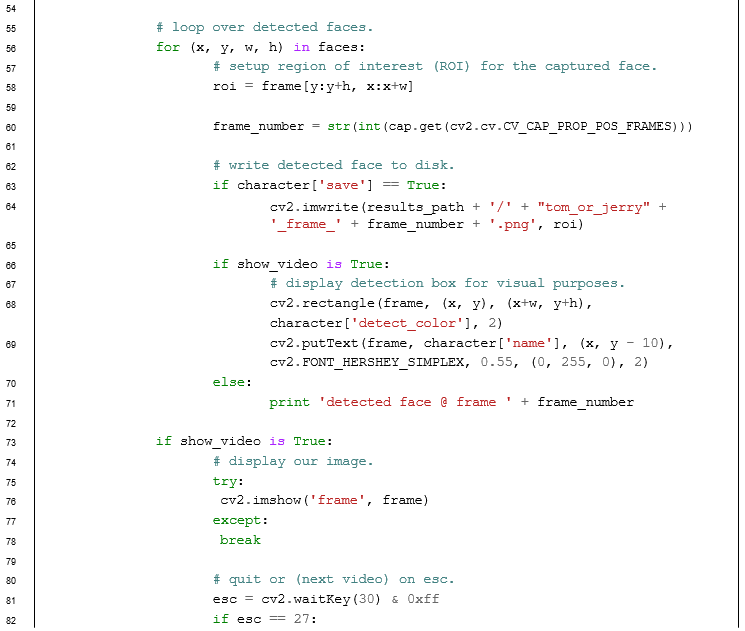 54
55 # loop over detected faces.
56 for (x, y, w, h) in faces:
57 # setup region of interest (ROI) for the captured face.
58 roi = frame[y:y+h, x:x+w]
59
60 frame_number = str(int(cap.get(cv2.cv.CV_CAP_PROP_POS_FRAMES)))
61
62 # write detected face to disk.
63 if character['save'] == True:
64 cv2.imwrite(results_path + '/' + "tom_or_jerry" +
'_frame_' + frame_number + '.png', roi)
65
66 if show_video is True:
67 # display detection box for visual purposes.
68 cv2.rectangle(frame, (x, y), (x+w, y+h),
character['detect_color'], 2)
69 cv2.putText(frame, character['name'], (x, y - 10),
cv2.FONT_HERSHEY_SIMPLEX, 0.55, (0, 255, 0), 2)
70 else:
71 print 'detected face @ frame ' + frame_number
72
73 if show_video is True:
74 # display our image.
75 try:
76 cv2.imshow('frame', frame)
77 except:
78 break
79
80 # quit or (next video) on esc.
81 esc = cv2.waitKey(30) & 0xff
82 if esc == 27: